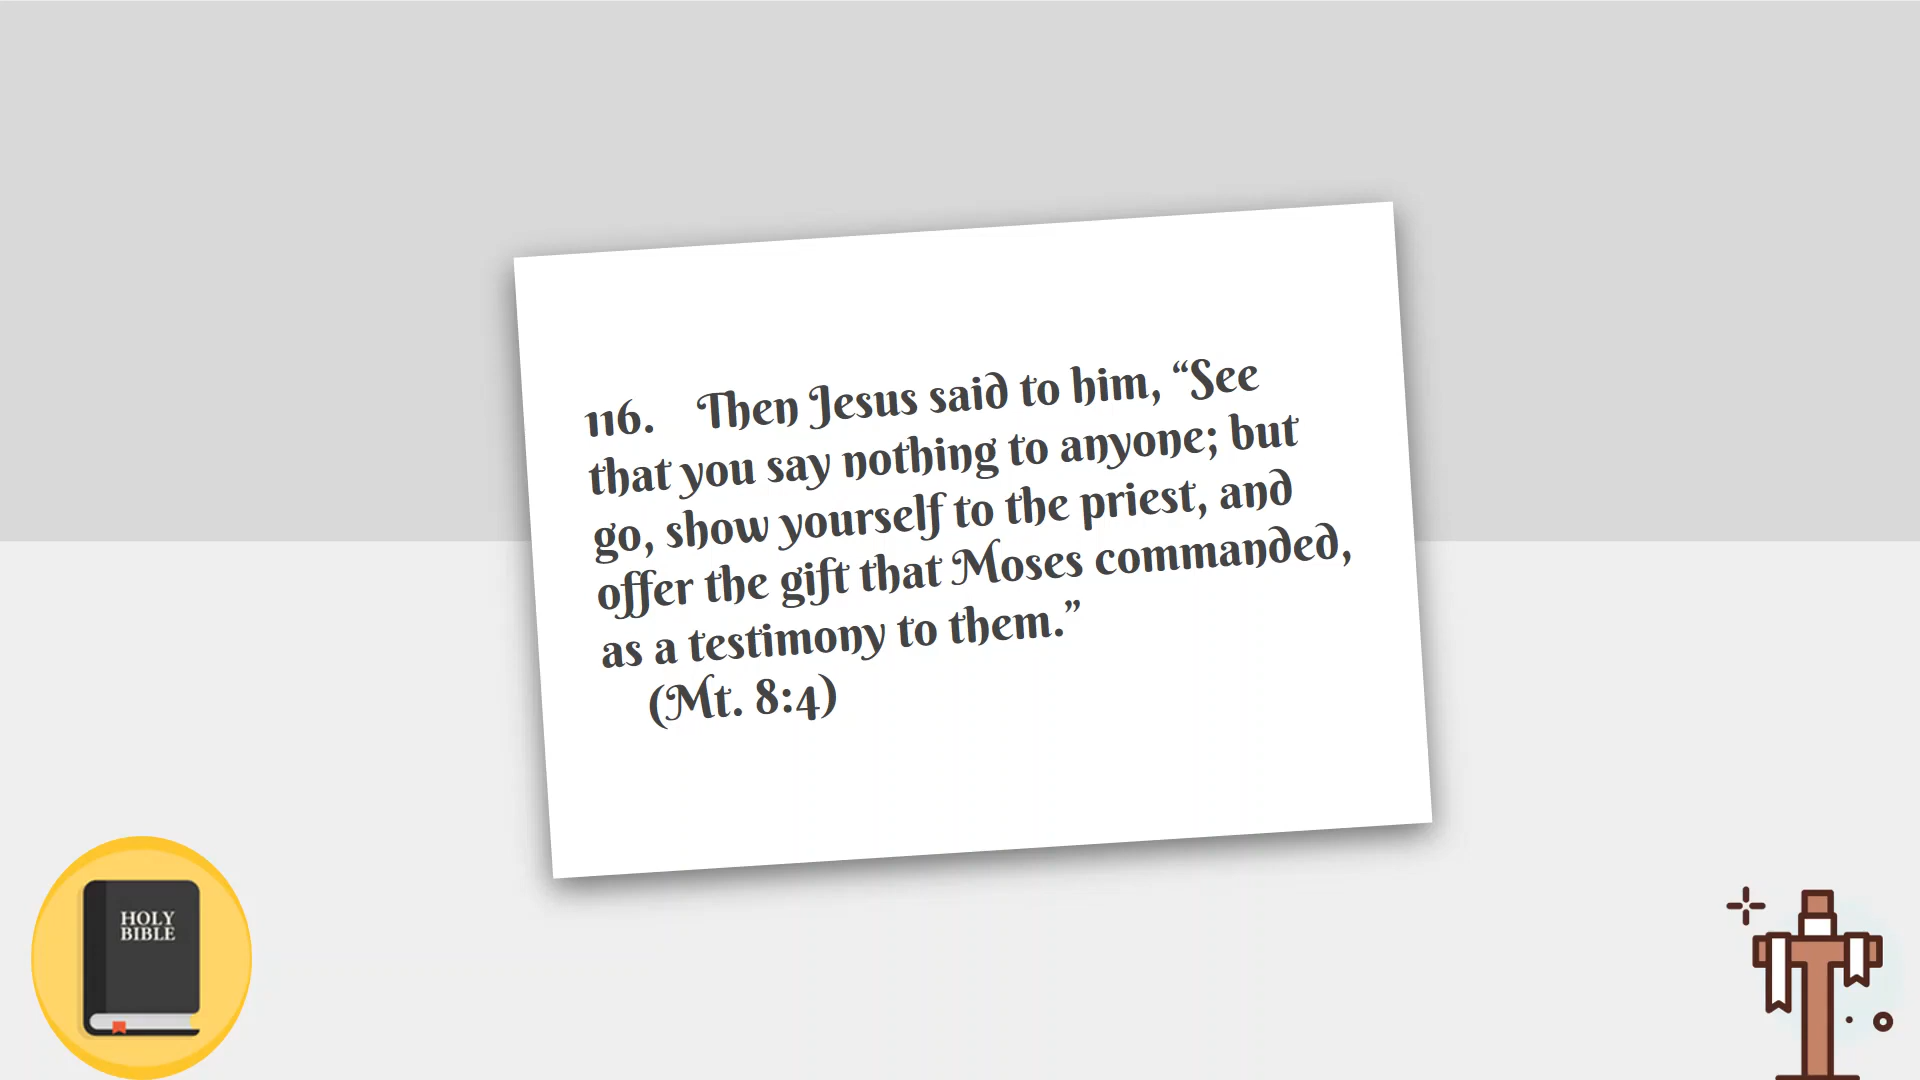 116. Then Jesus said to him, “See
that you say nothing to anyone; but
go, show yourself to the priest, and
offer the gift that Moses commanded,
as a testimony to them.”
(Mt. 8:4)
HOLY
BIBLE